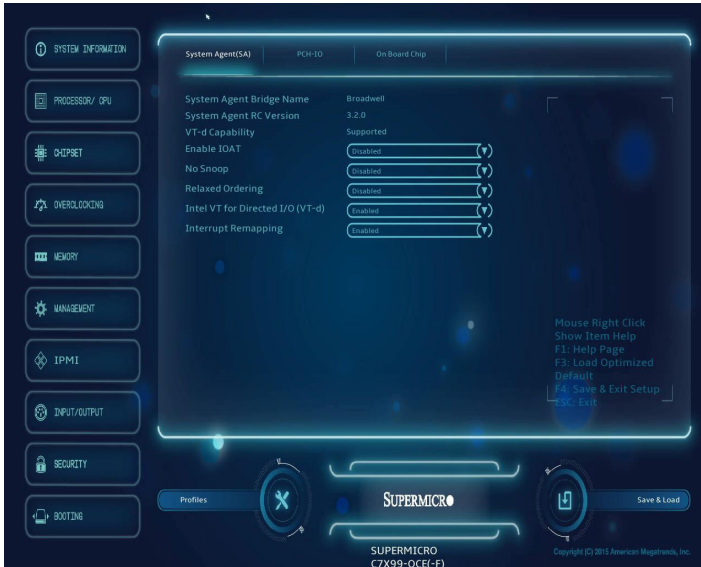 SYSTEM INFORMATION
PROCESSOR/ CPU
CHIPSET
OVERCLOCKING
MEMORY
MANAGEMENT
IPMI
INPUT/OUTPUT
SECURITY
BOOTING
System Agent(SA) PCH-IO On Board Chip
System Agent Bridge Name Broadwell
System Agent RC Version 3.2.0
VT-d Capability Supported
Enable IOAT Disabled
No Snoop Disabled
Relaxed Ordering Disabled
Intel VT for Directed I/O (VT-d) Enabled
Interrupt Remapping Enabled
Mouse Right Click
Show Item Help
F1: Help Page
F3: Load Optimized
Default
F4: Save & Exit Setup
ESC: Exit
Profiles
SUPERMICRO
Save & Load
SUPERMICRO
C7X99-OCE(-F)
Copyright (C) 2015 American Megatrends, Inc.